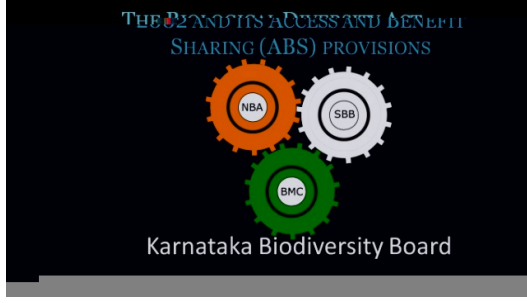 THE
AND ITS ACCESS AND BENEFIT
SHARING (ABS) PROVISIONS
NBA
SBB
BMC
Karnataka Biodiversity Board